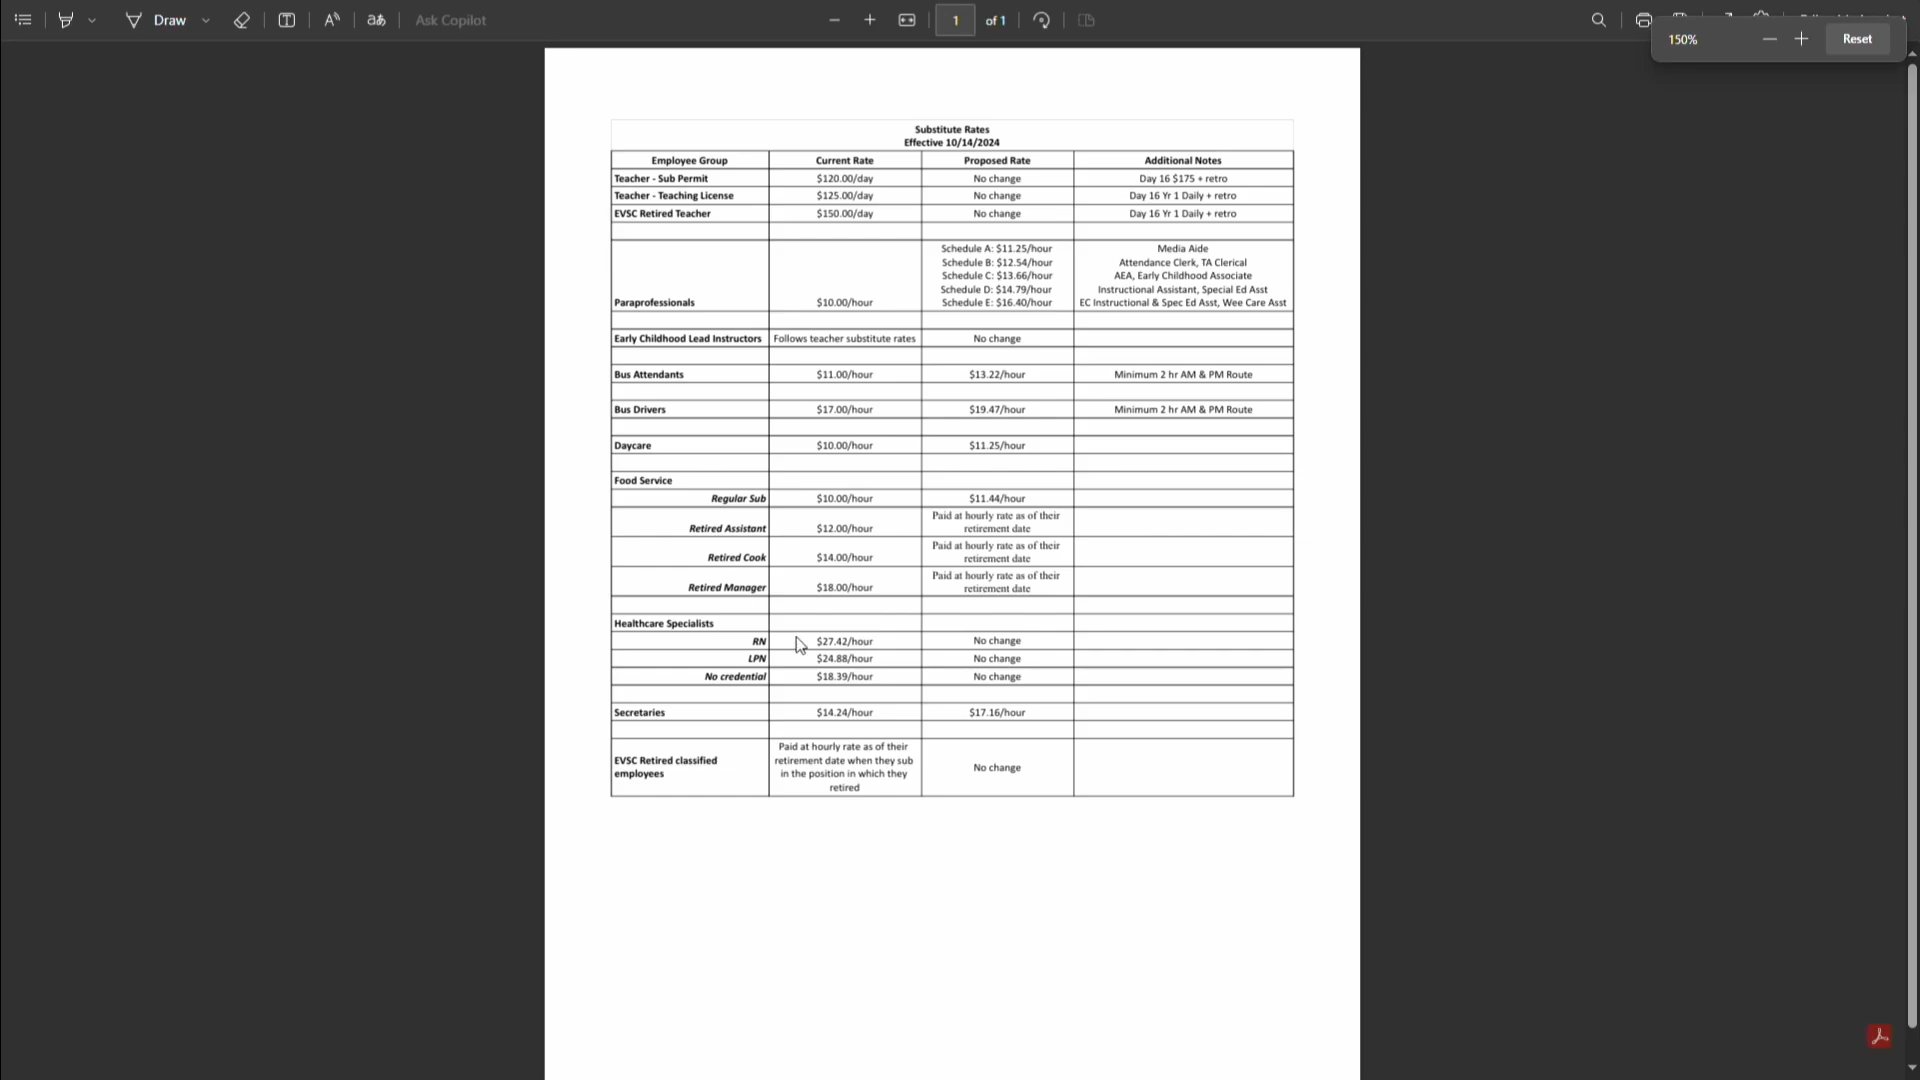 Draw
Ask Copilot
1 of 1
150%
Reset
Substitute Rates
Effective 10/14/2024
Employee Group Current Rate Proposed Rate Additional Notes
Teacher - Sub Permit $120.00/day No change Day 16 $175 + retro
Teacher - Teaching License $125.00/day No change Day 16 Yr 1 Daily + retro
EVSC Retired Teacher $150.00/day No change Day 16 Yr 1 Daily + retro
Schedule A: $11.25/hour Media Aide
Schedule B: $12.54/hour Attendance Clerk, TA Clerical
Schedule C: $13.66/hour AEA, Early Childhood Associate
Schedule D: $14.79/hour Instructional Assistant, Special Ed Asst
Paraprofessionals $10.00/hour Schedule E: $16.40/hour EC Instructional & Spec Ed Asst, Wee Care Asst
Early Childhood Lead Instructors Follows teacher substitute rates No change
Bus Attendants $11.00/hour $13.22/hour Minimum 2 hr AM & PM Route
Bus Drivers $17.00/hour $19.47/hour Minimum 2 hr AM & PM Route
Daycare $10.00/hour $11.25/hour
Food Service
Regular Sub $10.00/hour $11.44/hour
Paid at hourly rate as of their
Retired Assistant $12.00/hour retirement date
Paid at hourly rate as of their
Retired Cook $14.00/hour retirement date
Paid at hourly rate as of their
Retired Manager $18.00/hour retirement date
Healthcare Specialists
RN $27.42/hour No change
LPN $24.88/hour No change
No credential $18.39/hour No change
Secretaries $14.24/hour $17.16/hour
EVSC Retired classified
employees
Paid at hourly rate as of their
retirement date when they sub
in the position in which they
retired
No change